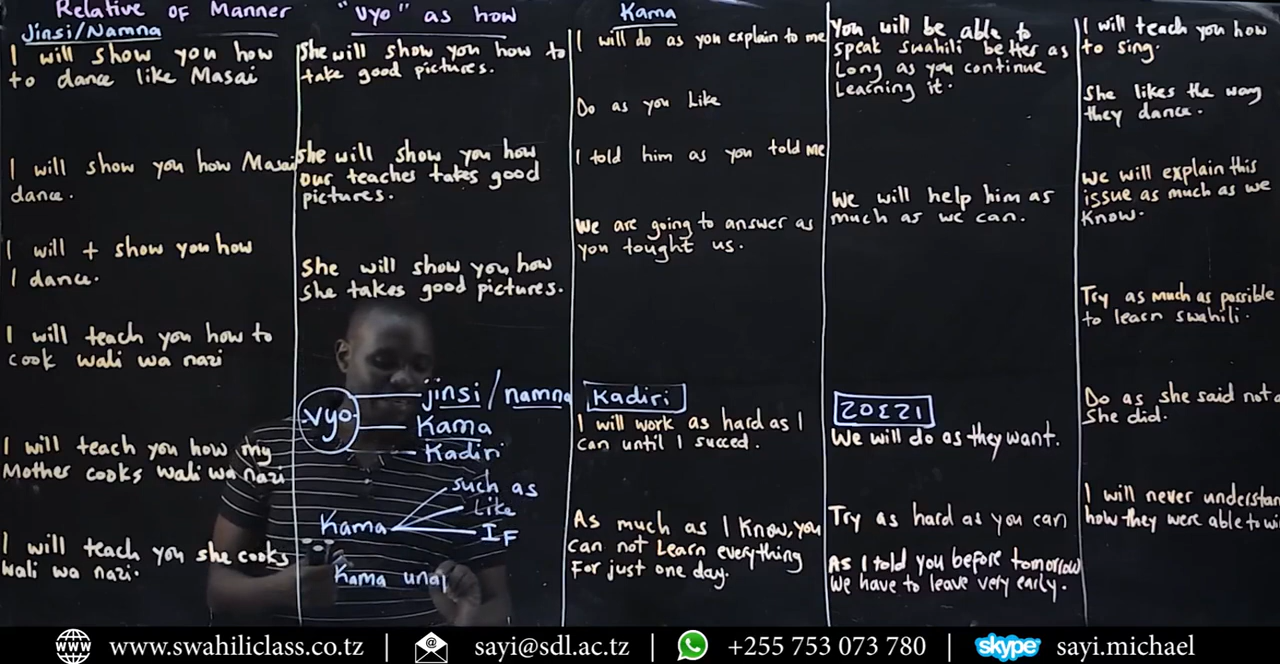 Relative of Manner
Jinsi/Namna
I will show you how
to dance like Masai
I will show you how Masai
dance.
I will + show you how
I dance.
I will teach you how to
cook wali wa nazi
I will teach you how my
Mother cooks wali wa nazi
I will teach you she cooks
wali wa nazi.
"Vyo" as how
She will show you how to
take good pictures.
She will show you how
our teaches takes good
pictures.
She will show you how
she takes good pictures.
-Vyo-
jinsi/namna
Kama
Kadiri
Kama
such as
Like
IF
Kama unaj
Kama
I will do as you explain to me
Do as you Like
I told him as you told me
We are going to answer as
you tought us.
Kadiri
I will work as hard as I
can until I succed.
As much as I know, you
can not Learn everything
For just one day.
You will be able to
speak swahili better as
Long as you continue
Learning it.
We will help him as
much as we can.
ZOEZI
We will do as they want.
Try as hard as you can
As I told you before tomorrow
We have to leave very early.
I will teach you how
to sing.
She likes the way
they dance.
We will explain this
issue as much as we
Know.
Try as much as possible
to learn swahili.
Do as she said not a
She did.
I will never understan
how they were able to wi
www.swahiliclass.co.tz | sayi@sdl.ac.tz | +255 753 073 780 | skype sayi.michael